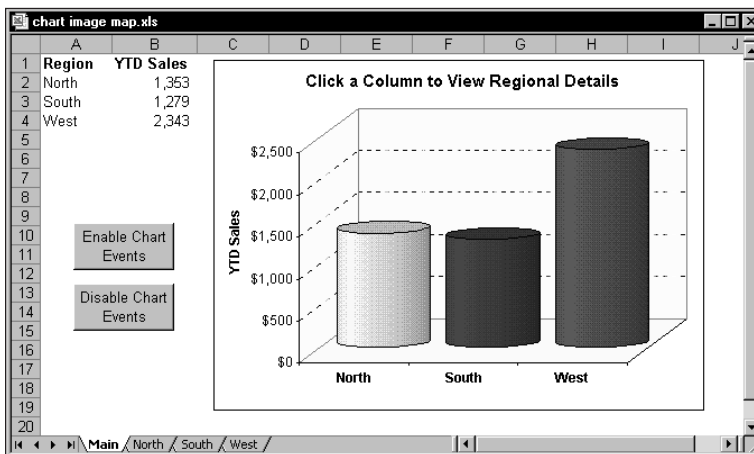 chart image map.xls
A B C D E F G H I J
1 Region YTD Sales
2 North 1,353
3 South 1,279
4 West 2,343
5
6
7
8
9
10
11
12
13
14
15
16
17
18
19
20
Enable Chart
Events
Disable Chart
Events
Click a Column to View Regional Details
YTD Sales
$2,500
$2,000
$1,500
$1,000
$500
$0
North South West
Main North South West